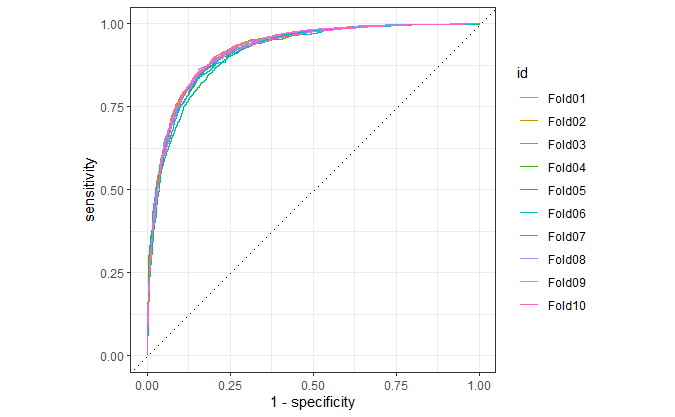 1.00
0.75
0.50
0.25
0.00
sensitivity
0.00 0.25 0.50 0.75 1.00
1 - specificity
id
Fold01
Fold02
Fold03
Fold04
Fold05
Fold06
Fold07
Fold08
Fold09
Fold10